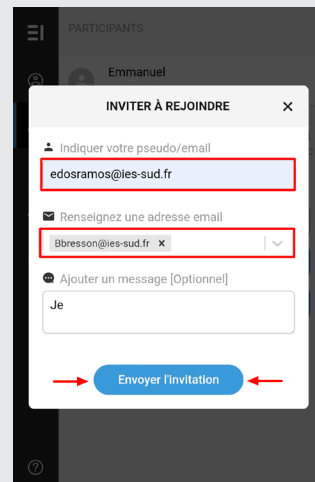 PARTICIPANTS
Emmanuel
INVITER À REJOINDRE
Indiquer votre pseudo/email
edosramos@ies-sud.fr
Renseignez une adresse email
Bbresson@ies-sud.fr x
Ajouter un message [Optionnel]
Je
Envoyer l'invitation